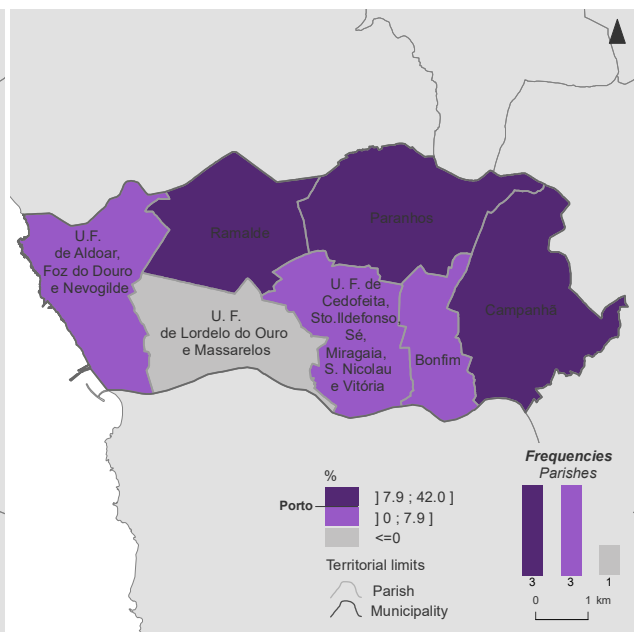 U.F.
de Aldoar,
Foz do Douro
e Nevogilde
Ramalde
Paranhos
Campanhã
U. F.
de Lordelo do Ouro
e Massarelos
U. F. de
Cedofeita,
Sto.Ildefonso,
Sé,
Miragaia,
S. Nicolau
e Vitória
Bonfim
%
Porto
] 7.9 ; 42.0 ]
] 0 ; 7.9 ]
<=0
Territorial limits
Parish
Municipality
Frequencies
Parishes
3 3 1
0 1 km